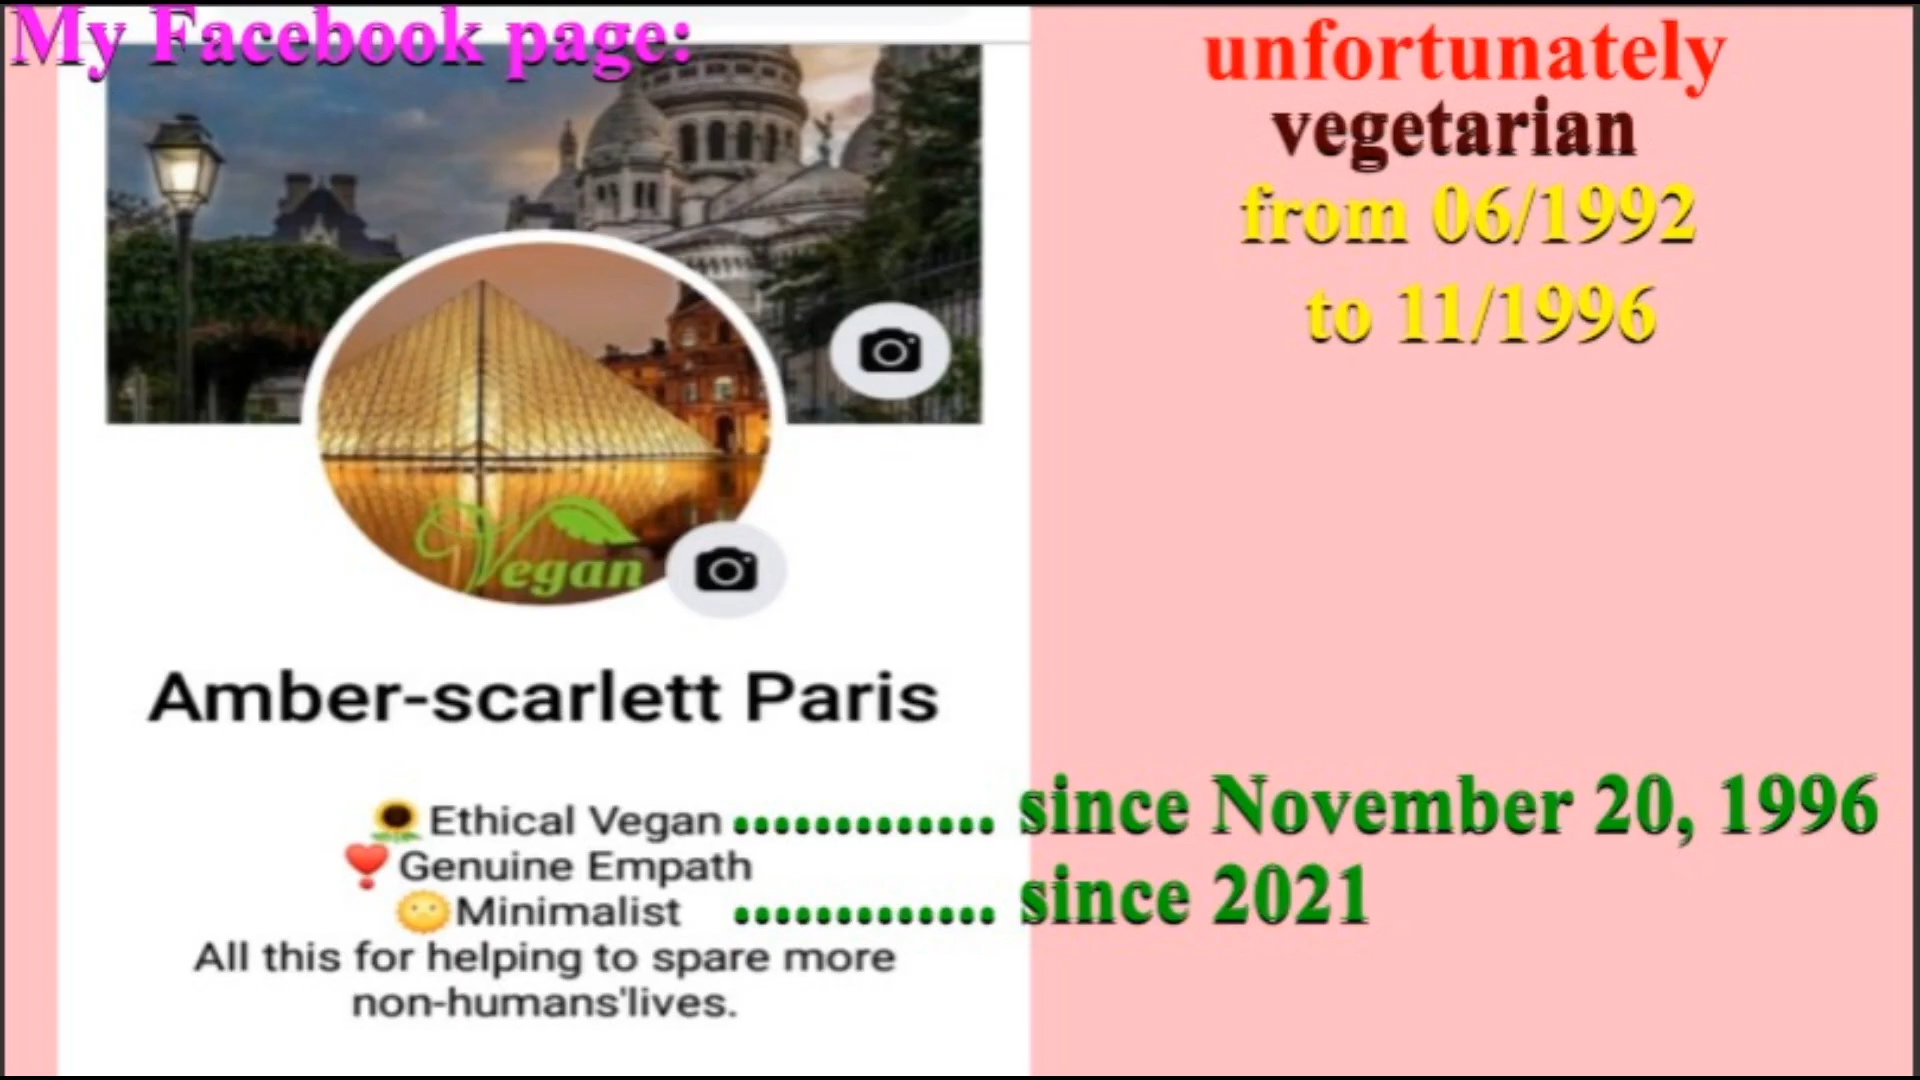 My Facebook page:
unfortunately
vegetarian
from 06/1992
to 11/1996
Vegan
Amber-scarlett Paris
🌻Ethical Vegan ............. since November 20, 1996
❣️Genuine Empath
😶Minimalist ............. since 2021
All this for helping to spare more
non-humans'lives.